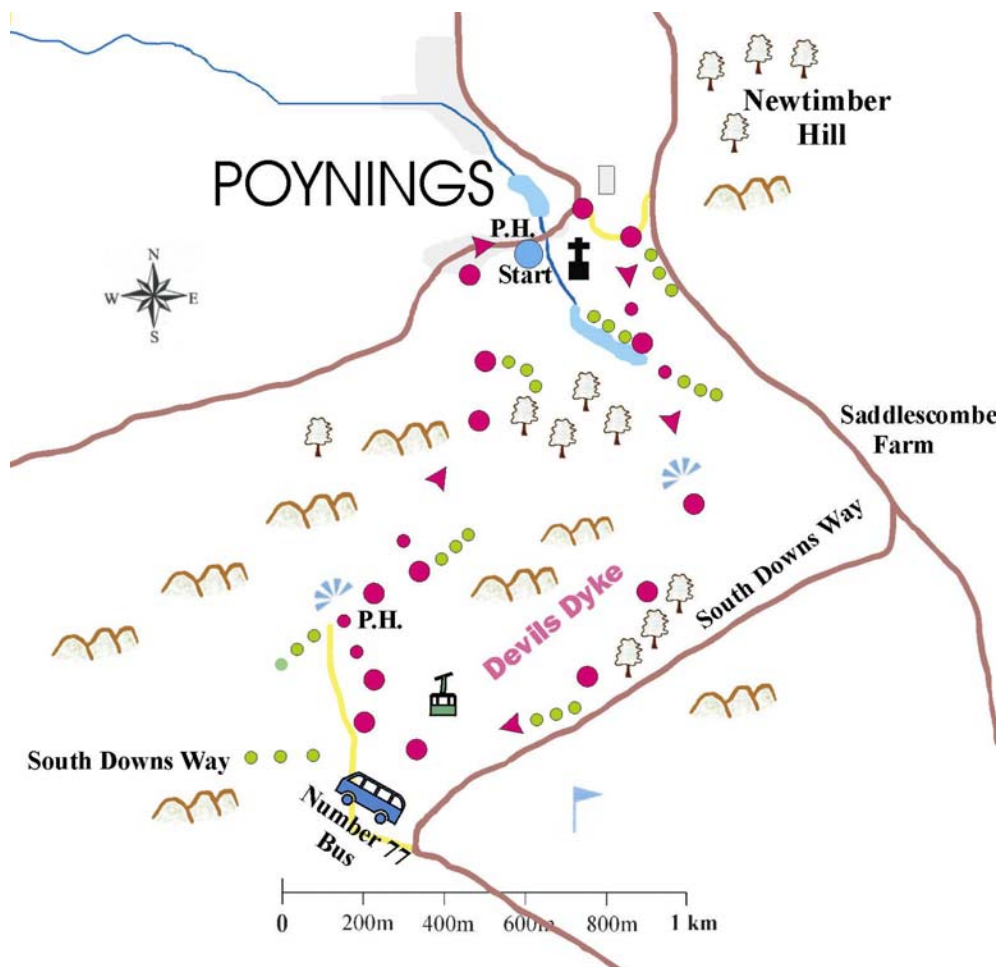 Newtimber
Hill
POYNINGS
P.H.
Start
N
W E
S
Saddlescombe
Farm
South Downs Way
Devils Dyke
P.H.
South Downs Way
Number 77
Bus
0 200m 400m 600m 800m 1 km